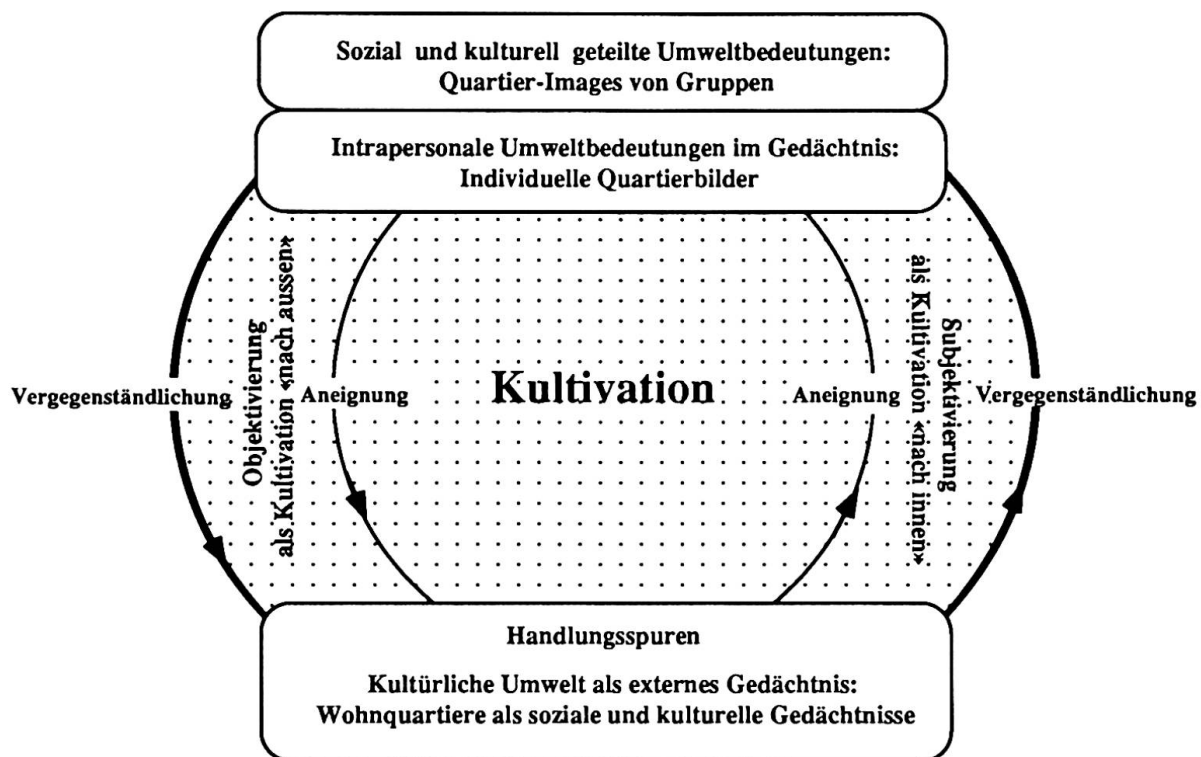 Sozial und kulturell geteilte Umweltbedeutungen:
Quartier-Images von Gruppen
Intrapersonale Umweltbedeutungen im Gedächtnis:
Individuelle Quartierbilder
Vergegenständlichung
Objektivierung
als Kultivation «nach aussen»
Aneignung
Kultivation
Aneignung
Subjektivierung
als Kultivation «nach innen»
Vergegenständlichung
Handlungsspuren
Kultürliche Umwelt als externes Gedächtnis:
Wohnquartiere als soziale und kulturelle Gedächtnisse